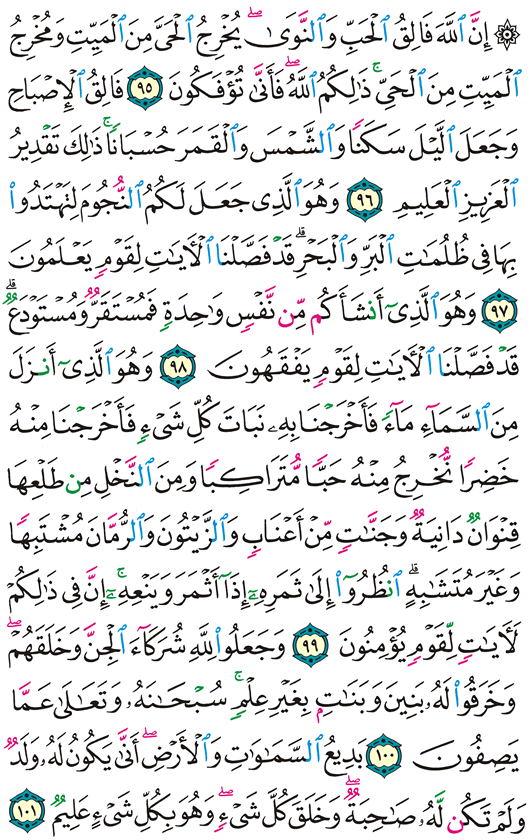 ۞ إِنَّ ٱللَّهَ فَالِقُ ٱلْحَبِّ وَٱلنَّوَىٰ ۖ يُخْرِجُ ٱلْحَىَّ مِنَ ٱلْمَيِّتِ وَمُخْرِجُ
ٱلْمَيِّتِ مِنَ ٱلْحَىِّ ۚ ذَٰلِكُمُ ٱللَّهُ ۖ فَأَنَّىٰ تُؤْفَكُونَ ٩٥ فَالِقُ ٱلْإِصْبَاحِ
وَجَعَلَ ٱلَّيْلَ سَكَنًا وَٱلشَّمْسَ وَٱلْقَمَرَ حُسْبَانًا ۚ ذَٰلِكَ تَقْدِيرُ
ٱلْعَزِيزِ ٱلْعَلِيمِ ٩٦ وَهُوَ ٱلَّذِى جَعَلَ لَكُمُ ٱلنُّجُومَ لِتَهْتَدُوا۟
بِهَا فِى ظُلُمَٰتِ ٱلْبَرِّ وَٱلْبَحْرِ ۗ قَدْ فَصَّلْنَا ٱلْءَايَٰتِ لِقَوْمٍ يَعْلَمُونَ
٩٧ وَهُوَ ٱلَّذِىٓ أَنشَأَكُم مِّن نَّفْسٍ وَٰحِدَةٍ فَمُسْتَقَرٌّ وَمُسْتَوْدَعٌ ۗ
قَدْ فَصَّلْنَا ٱلْءَايَٰتِ لِقَوْمٍ يَفْقَهُونَ ٩٨ وَهُوَ ٱلَّذِىٓ أَنزَلَ
مِنَ ٱلسَّمَآءِ مَآءً فَأَخْرَجْنَا بِهِۦ نَبَاتَ كُلِّ شَىْءٍ فَأَخْرَجْنَا مِنْهُ
خَضِرًا نُّخْرِجُ مِنْهُ حَبًّا مُّتَرَاكِبًا وَمِنَ ٱلنَّخْلِ مِن طَلْعِهَا
قِنْوَانٌ دَانِيَةٌ وَجَنَّٰتٍ مِّنْ أَعْنَابٍ وَٱلزَّيْتُونَ وَٱلرُّمَّانَ مُشْتَبِهًا
وَغَيْرَ مُتَشَٰبِهٍ ۗ ٱنظُرُوٓا۟ إِلَىٰ ثَمَرِهِۦٓ إِذَآ أَثْمَرَ وَيَنْعِهِۦٓ ۚ إِنَّ فِى ذَٰلِكُمْ
لَءَايَٰتٍ لِّقَوْمٍ يُؤْمِنُونَ ٩٩ وَجَعَلُوا۟ لِلَّهِ شُرَكَآءَ ٱلْجِنَّ وَخَلَقَهُمْ ۖ
وَخَرَقُوا۟ لَهُۥ بَنِينَ وَبَنَٰتٍۭ بِغَيْرِ عِلْمٍ ۚ سُبْحَٰنَهُۥ وَتَعَٰلَىٰ عَمَّا
يَصِفُونَ ١٠٠ بَدِيعُ ٱلسَّمَٰوَٰتِ وَٱلْأَرْضِ ۖ أَنَّىٰ يَكُونُ لَهُۥ وَلَدٌ
وَلَمْ تَكُن لَّهُۥ صَٰحِبَةٌ ۖ وَخَلَقَ كُلَّ شَىْءٍ ۖ وَهُوَ بِكُلِّ شَىْءٍ عَلِيمٌ ١٠١